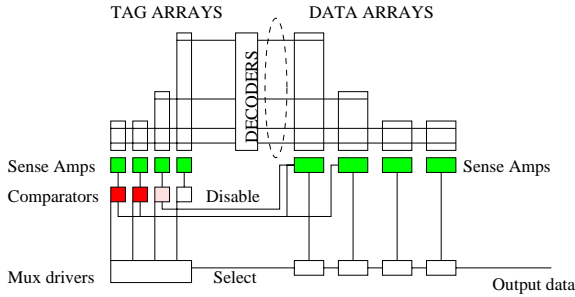 TAG ARRAYS
DATA ARRAYS
DECODERS
Sense Amps
Sense Amps
Comparators
Disable
Mux drivers
Select
Output data